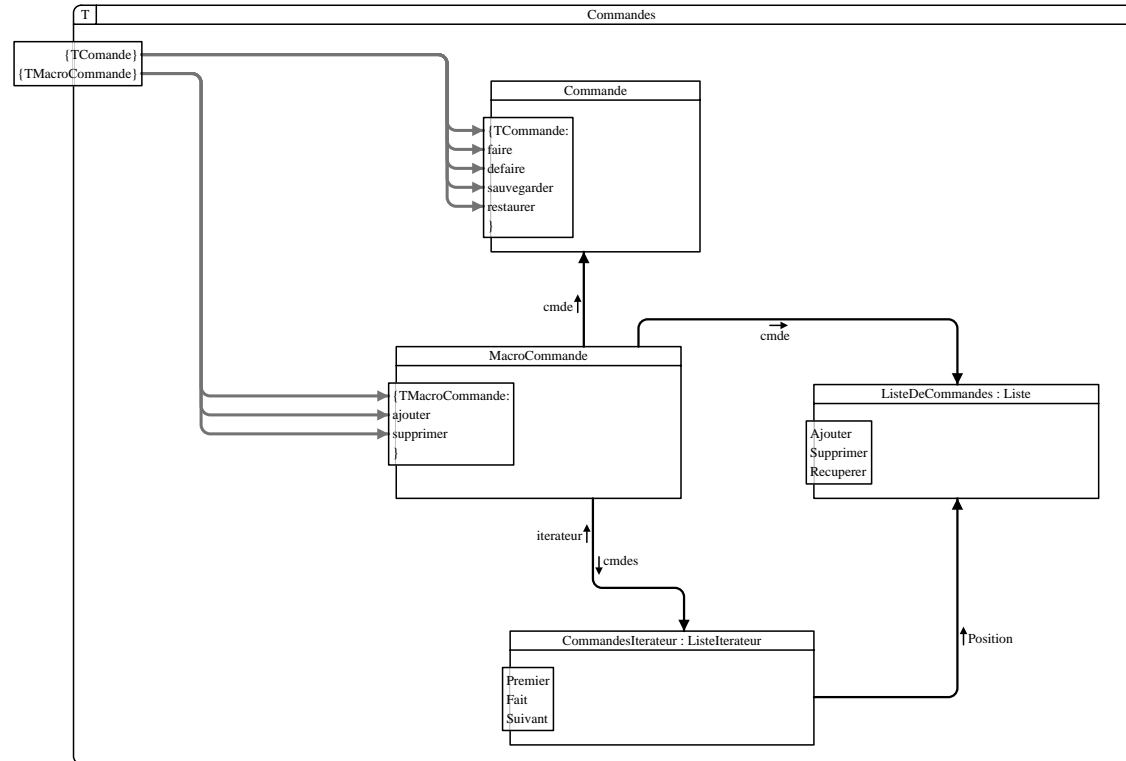 T
Commandes
{TComande}
{TMacroCommande}
Commande
{TCommande:
faire
defaire
sauvegarder
restaurer
}
cmde
cmde
MacroCommande
{TMacroCommande:
ajouter
supprimer
}
ListeDeCommandes : Liste
Ajouter
Supprimer
Recuperer
iterateur
cmdes
CommandesIterateur : ListeIterateur
Position
Premier
Fait
Suivant